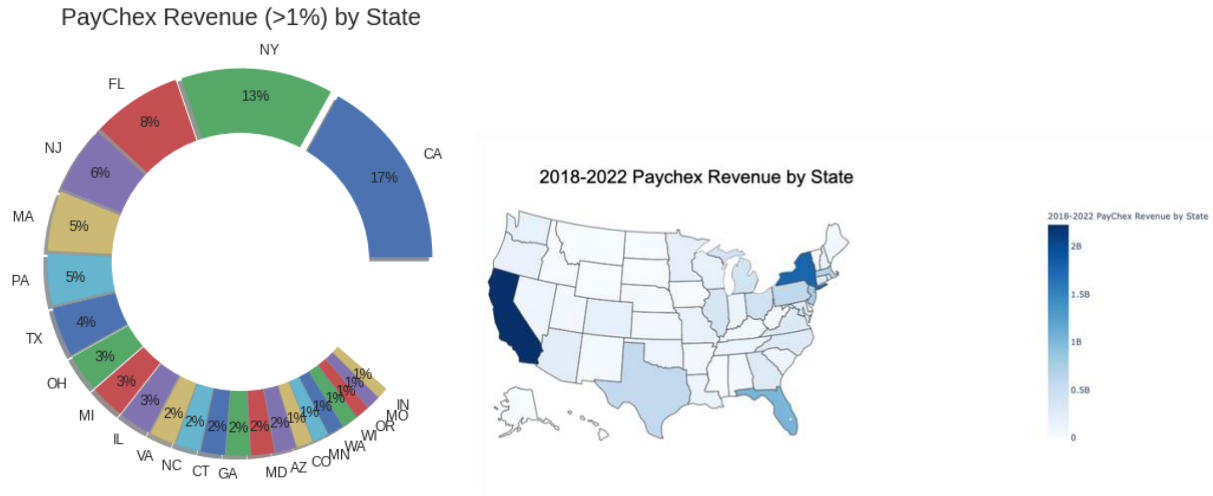 PayChex Revenue (>1%) by State
NY
13%
FL
8%
CA
17%
NJ
6%
MA
5%
PA
5%
TX
4%
OH
3%
MI
3%
IL
3%
VA
2%
NC
2%
CT
2%
GA
2%
MD
2%
AZ
2%
CO
1%
MN
1%
WA
1%
WI
1%
OR
1%
MO
1%
IN
1%
2018-2022 Paychex Revenue by State
2018-2022 PayChex Revenue by State
2B
1.5B
1B
0.5B
0